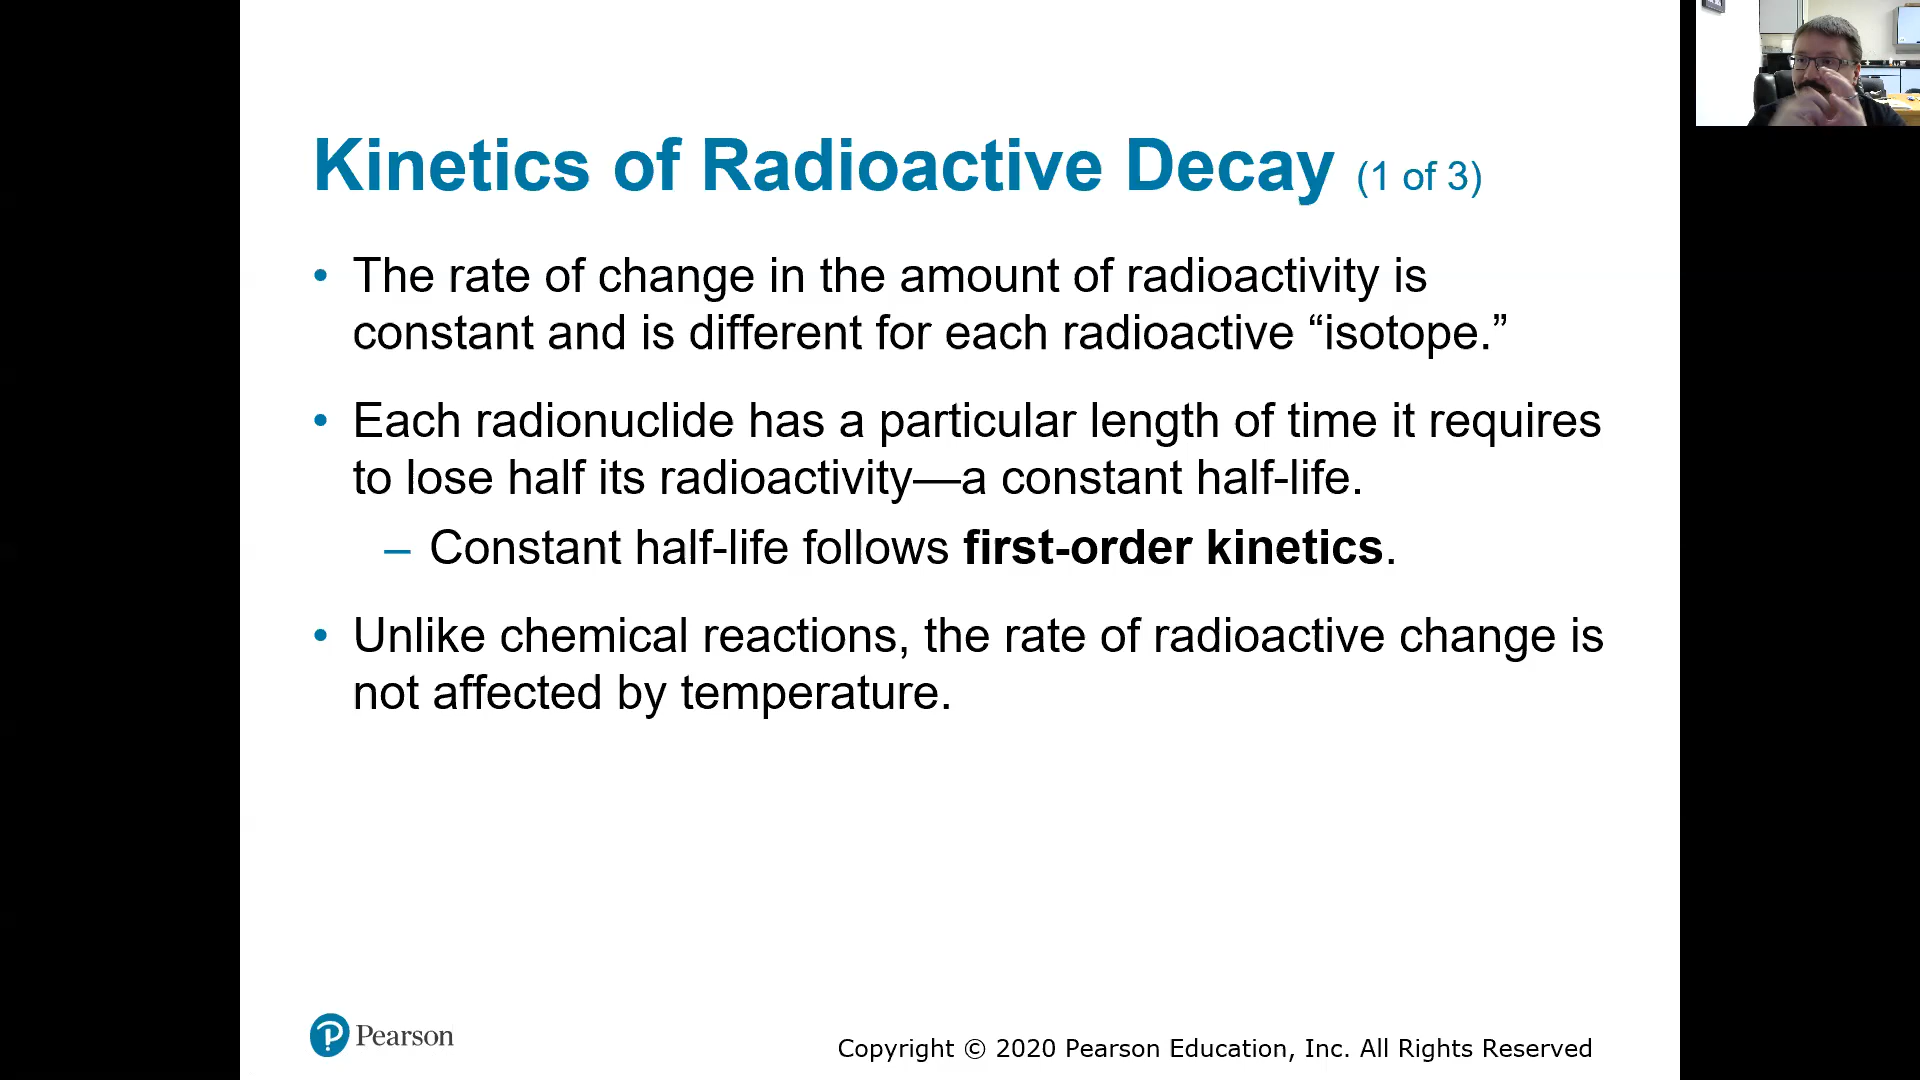 Kinetics of Radioactive Decay (1 of 3)
• The rate of change in the amount of radioactivity is
constant and is different for each radioactive “isotope.”
• Each radionuclide has a particular length of time it requires
to lose half its radioactivity—a constant half-life.
– Constant half-life follows first-order kinetics.
• Unlike chemical reactions, the rate of radioactive change is
not affected by temperature.
Pearson
Copyright © 2020 Pearson Education, Inc. All Rights Reserved